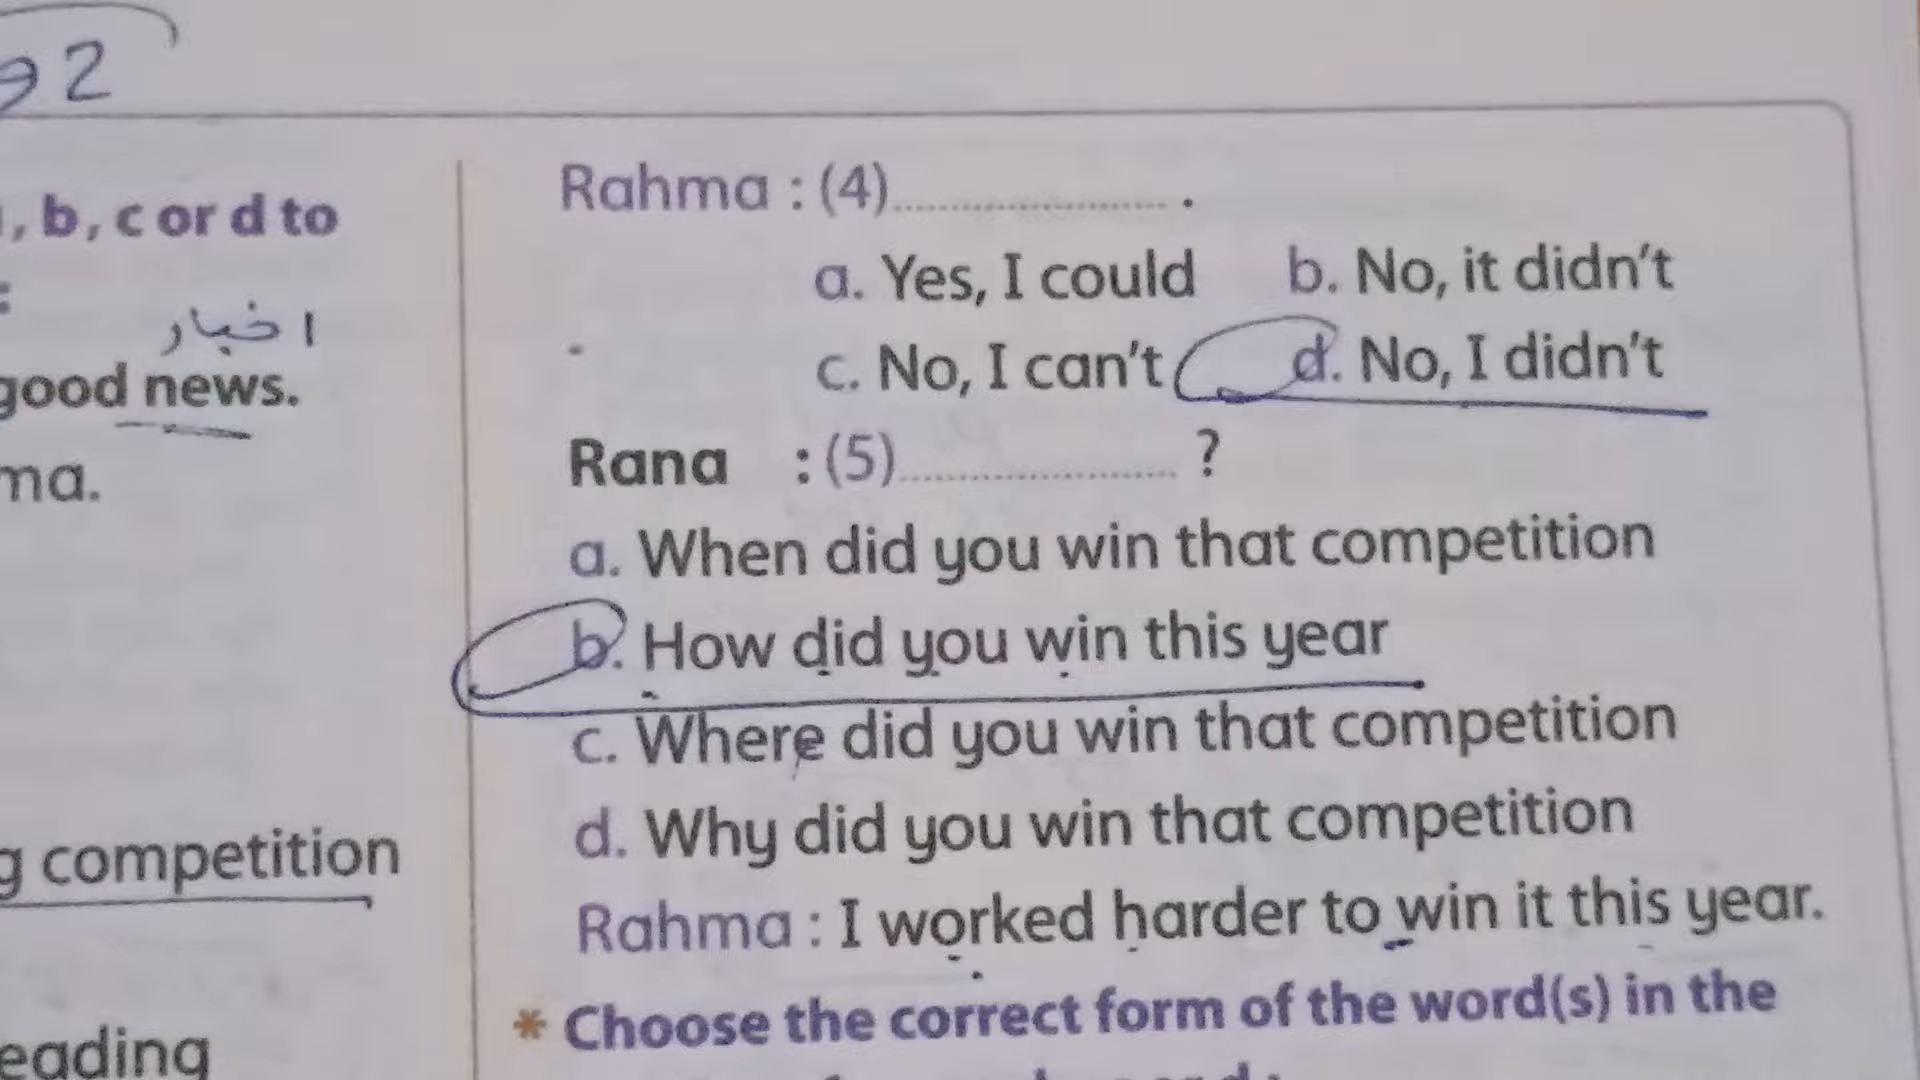 92
, b, c or d to
:
اخبار
good news.
ma.
g competition
eading
Rahma : (4).................... .
a. Yes, I could b. No, it didn't
c. No, I can't d. No, I didn't
Rana : (5).................... ?
a. When did you win that competition
b. How did you win this year
c. Where did you win that competition
d. Why did you win that competition
Rahma : I worked harder to win it this year.
* Choose the correct form of the word(s) in the